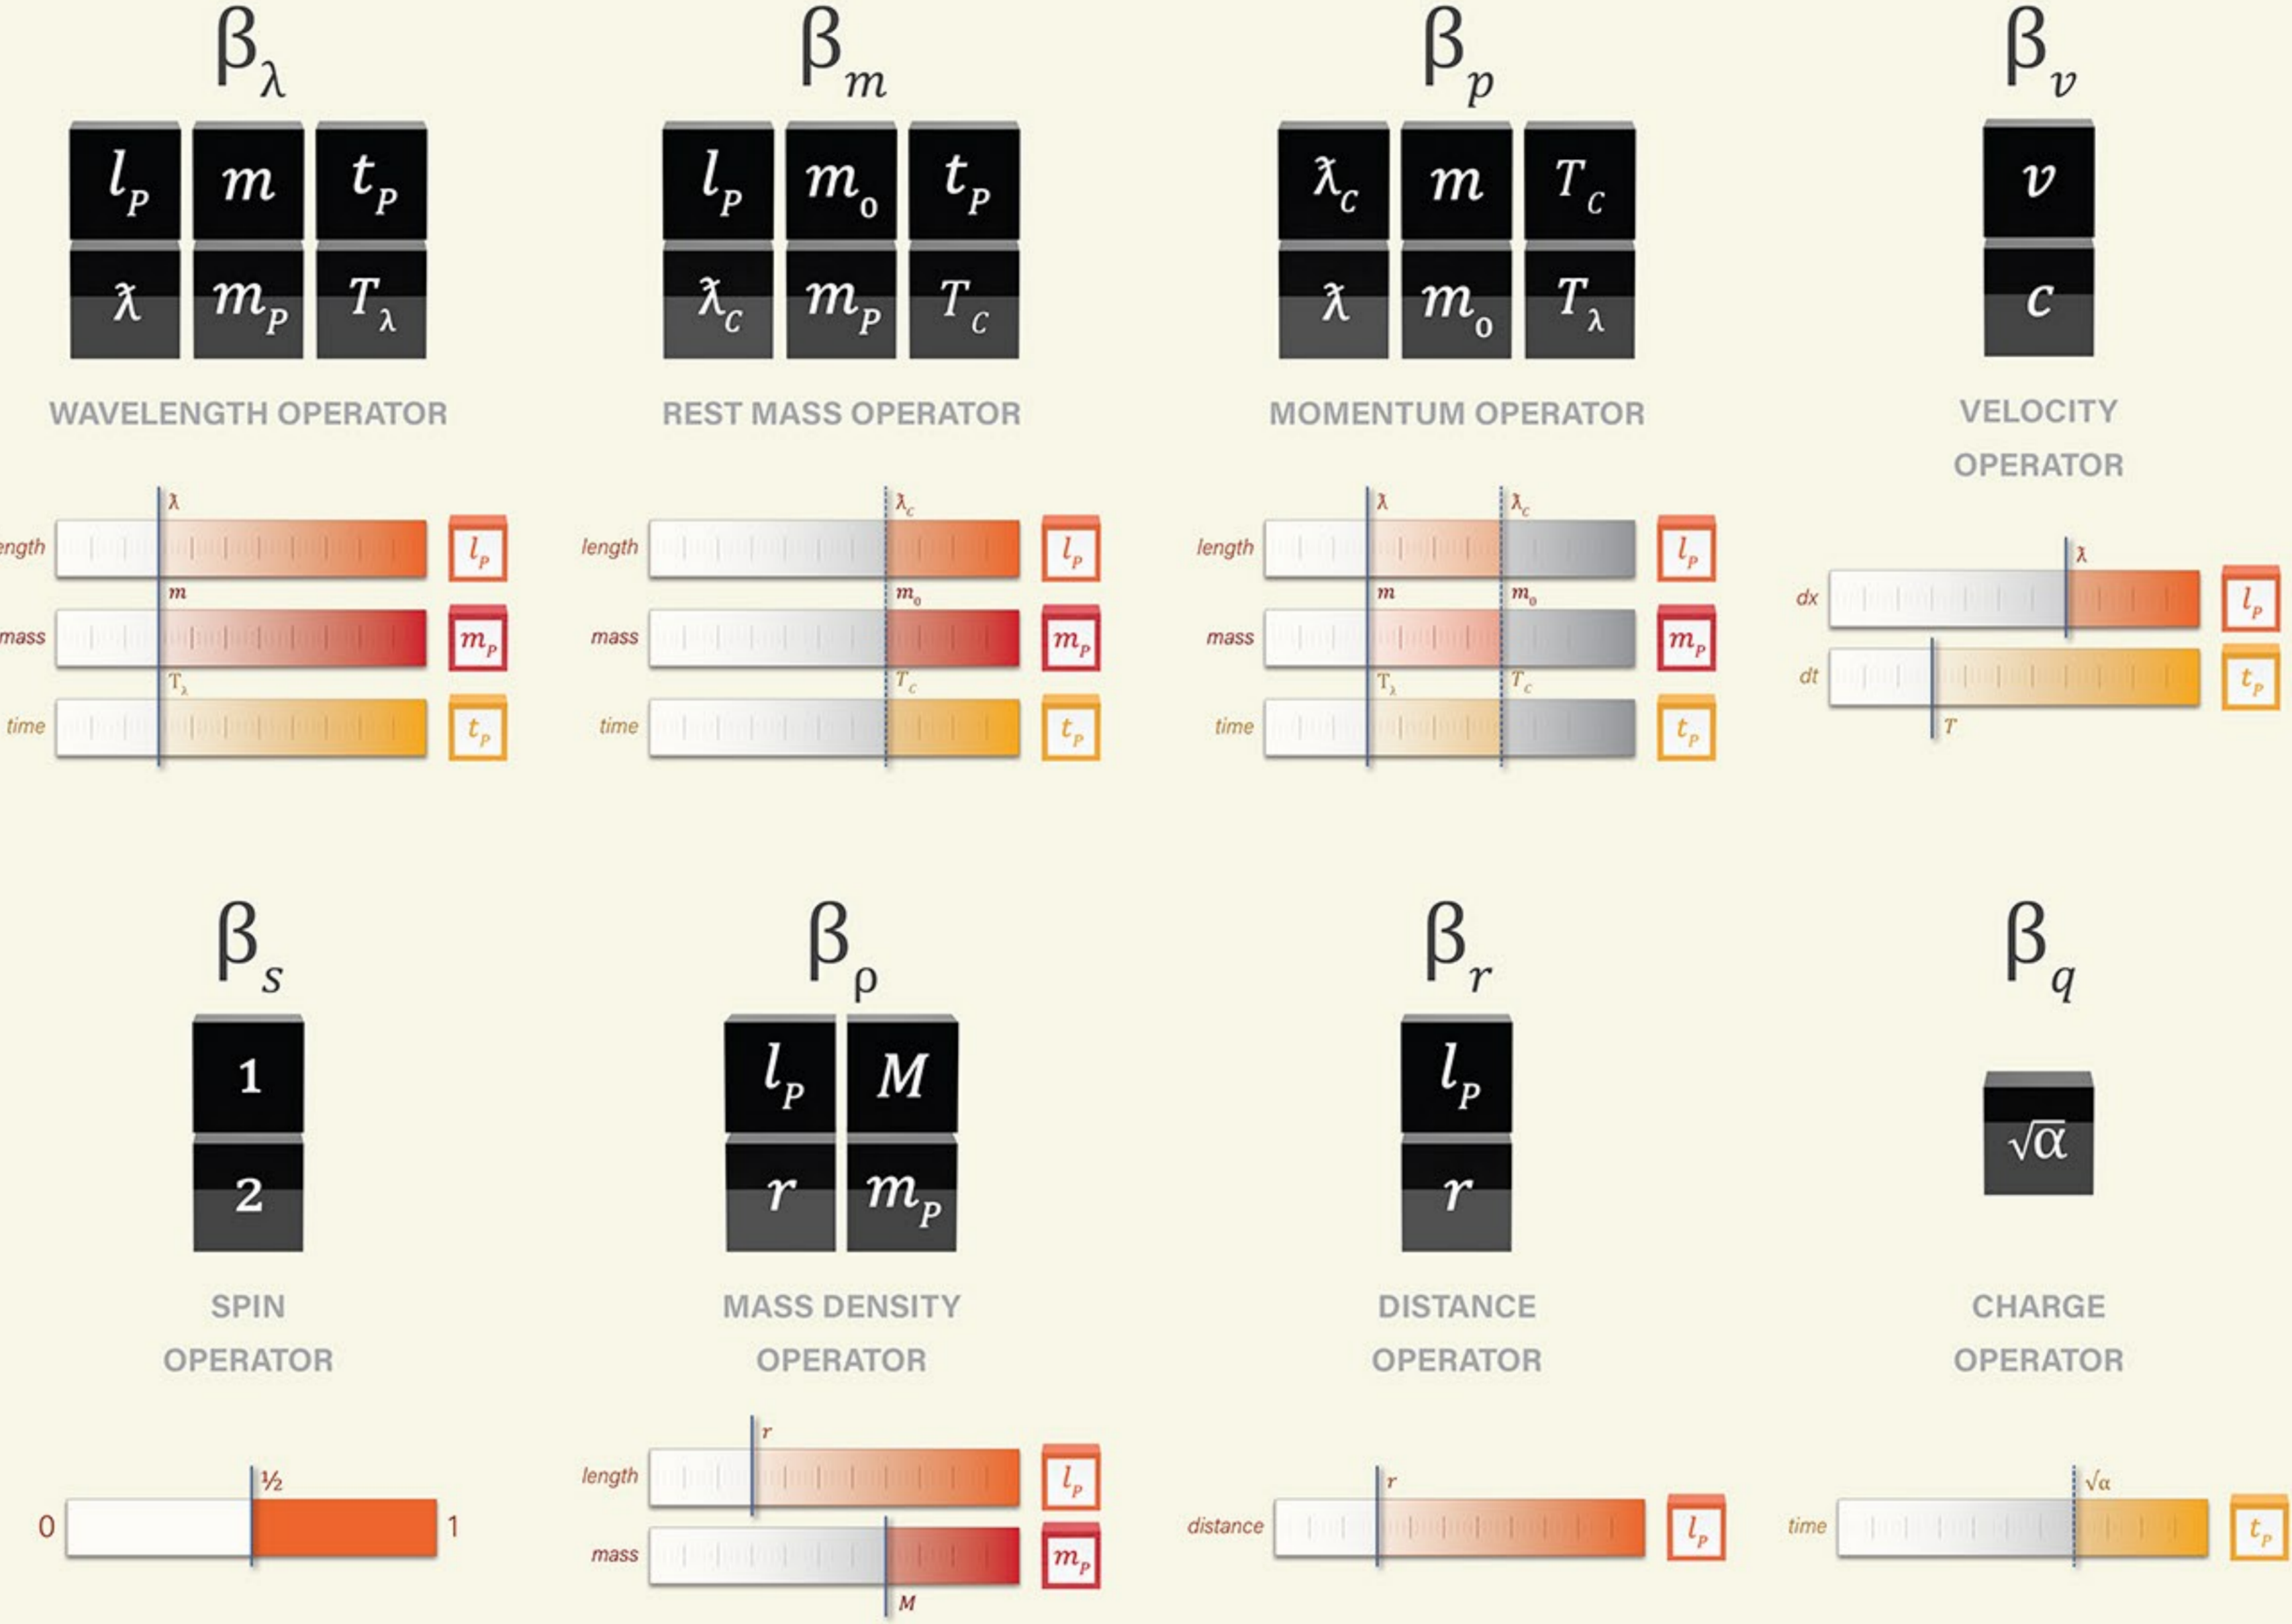 βλ
lP m tP
ƛ mP Tλ
WAVELENGTH OPERATOR
ƛ
ength lP
m
mass mP
Tλ
time tP
βm
lP m0 tP
ƛC mP TC
REST MASS OPERATOR
ƛC
length lP
m0
mass mP
TC
time tP
βp
ƛC m TC
ƛ m0 Tλ
MOMENTUM OPERATOR
ƛ ƛC
length lP
m m0
mass mP
Tλ TC
time tP
βv
v
c
VELOCITY
OPERATOR
ƛ
dx lP
dt tP
T
βs
1
2
SPIN
OPERATOR
½
0 1
βρ
lP M
r mP
MASS DENSITY
OPERATOR
r
length lP
mass mP
M
βr
lP
r
DISTANCE
OPERATOR
r
distance lP
βq
√α
CHARGE
OPERATOR
√α
time tP